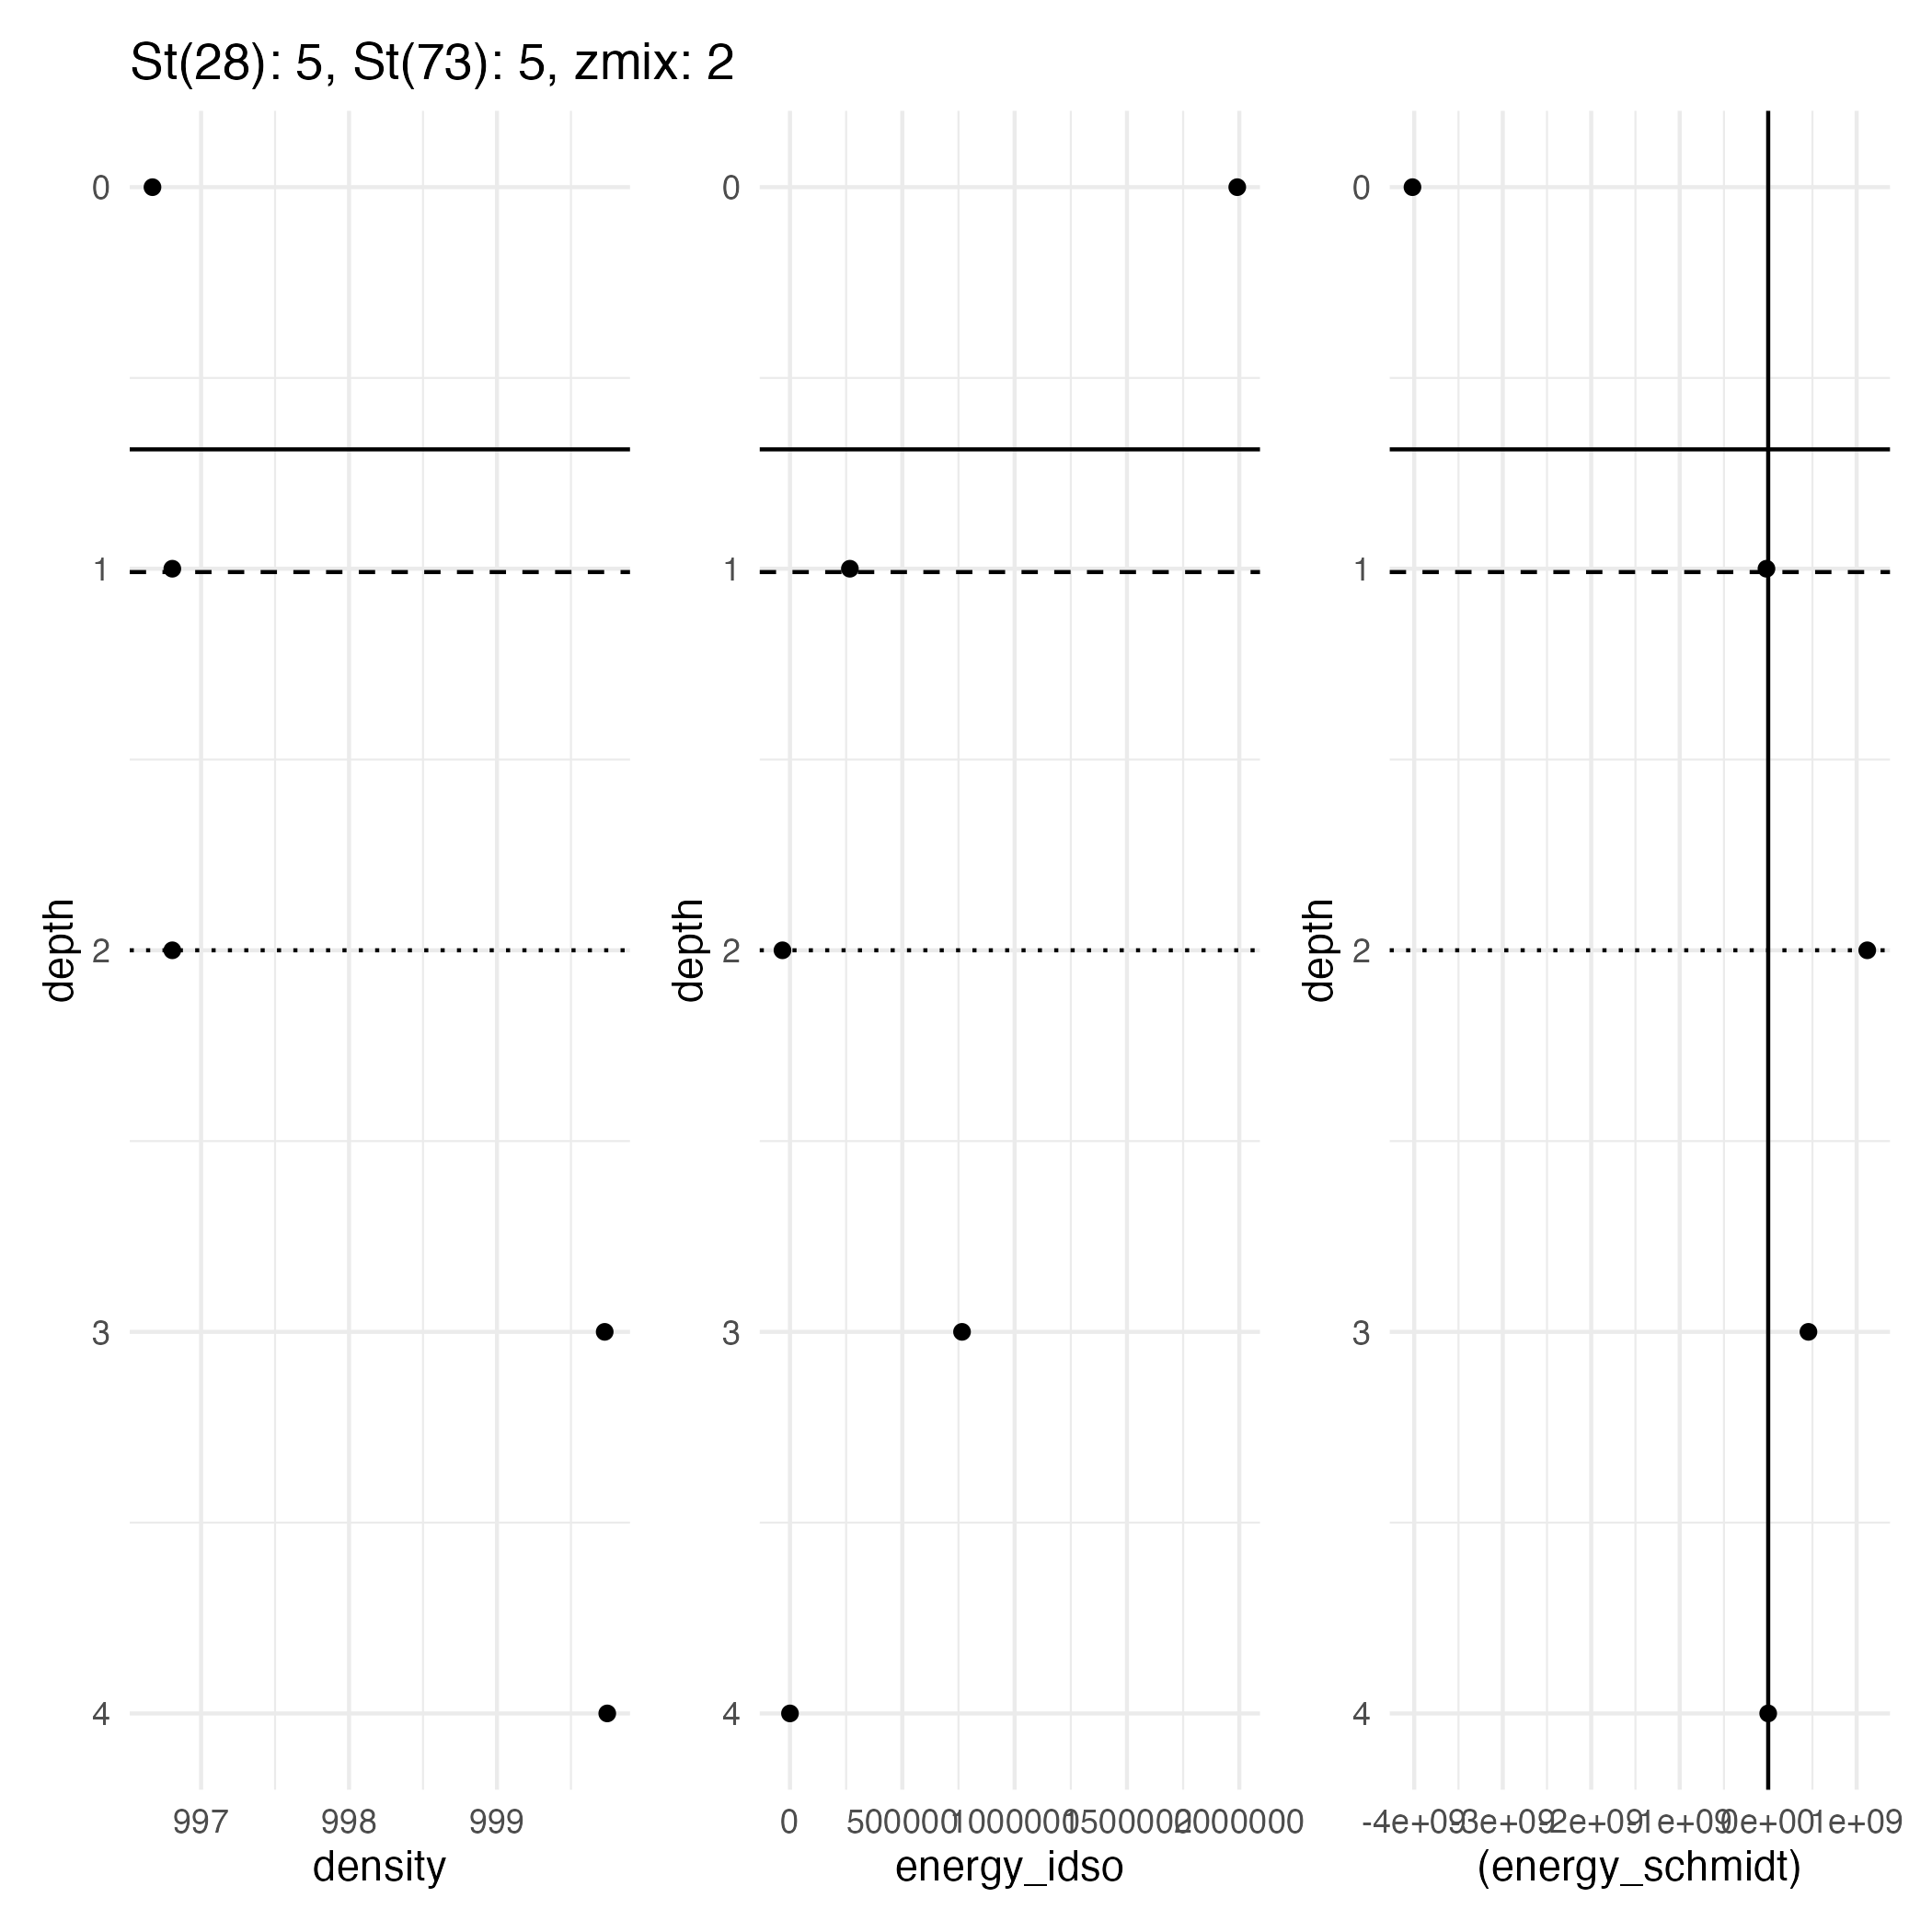 St(28): 5, St(73): 5, zmix: 2
depth
0
1
2
3
4
997 998 999
density
depth
0
1
2
3
4
0 500000 1000000 1500000 2000000
energy_idso
depth
0
1
2
3
4
-4e+09 -3e+09 -2e+09 -1e+09 0e+00 1e+09
(energy_schmidt)